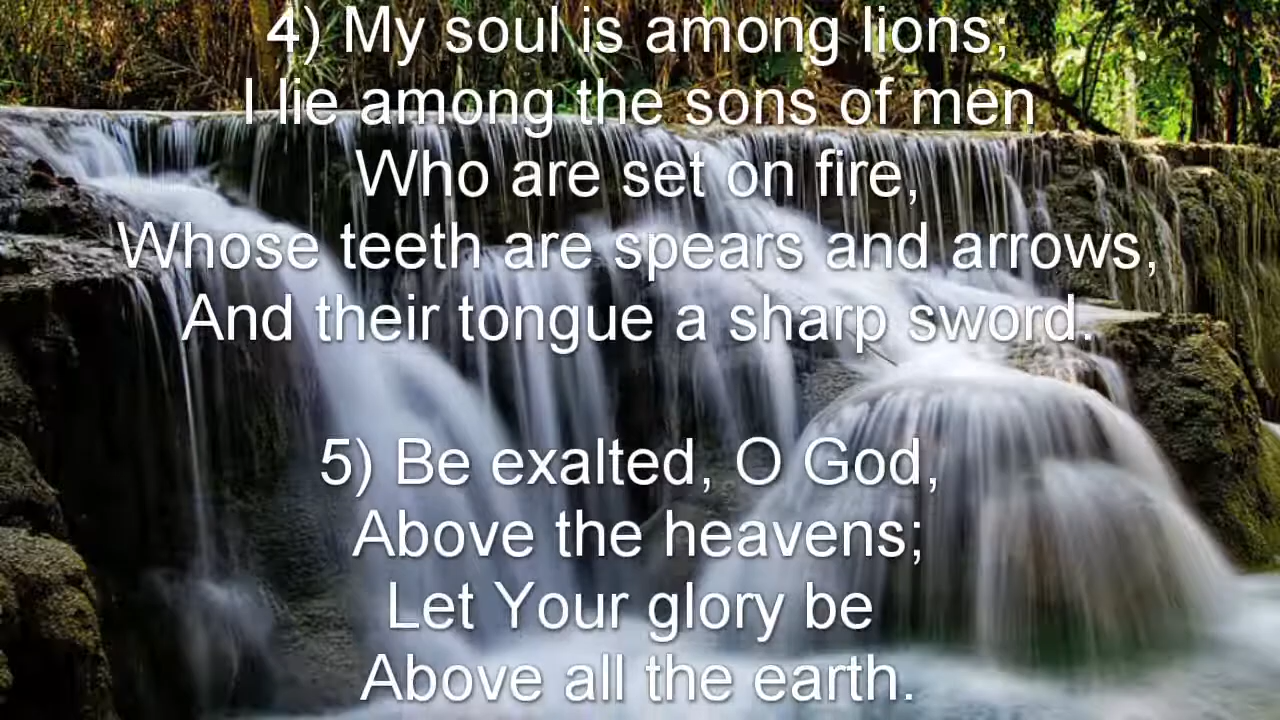 4) My soul is among lions;
I lie among the sons of men
Who are set on fire,
Whose teeth are spears and arrows,
And their tongue a sharp sword.
5) Be exalted, O God,
Above the heavens;
Let Your glory be
Above all the earth.